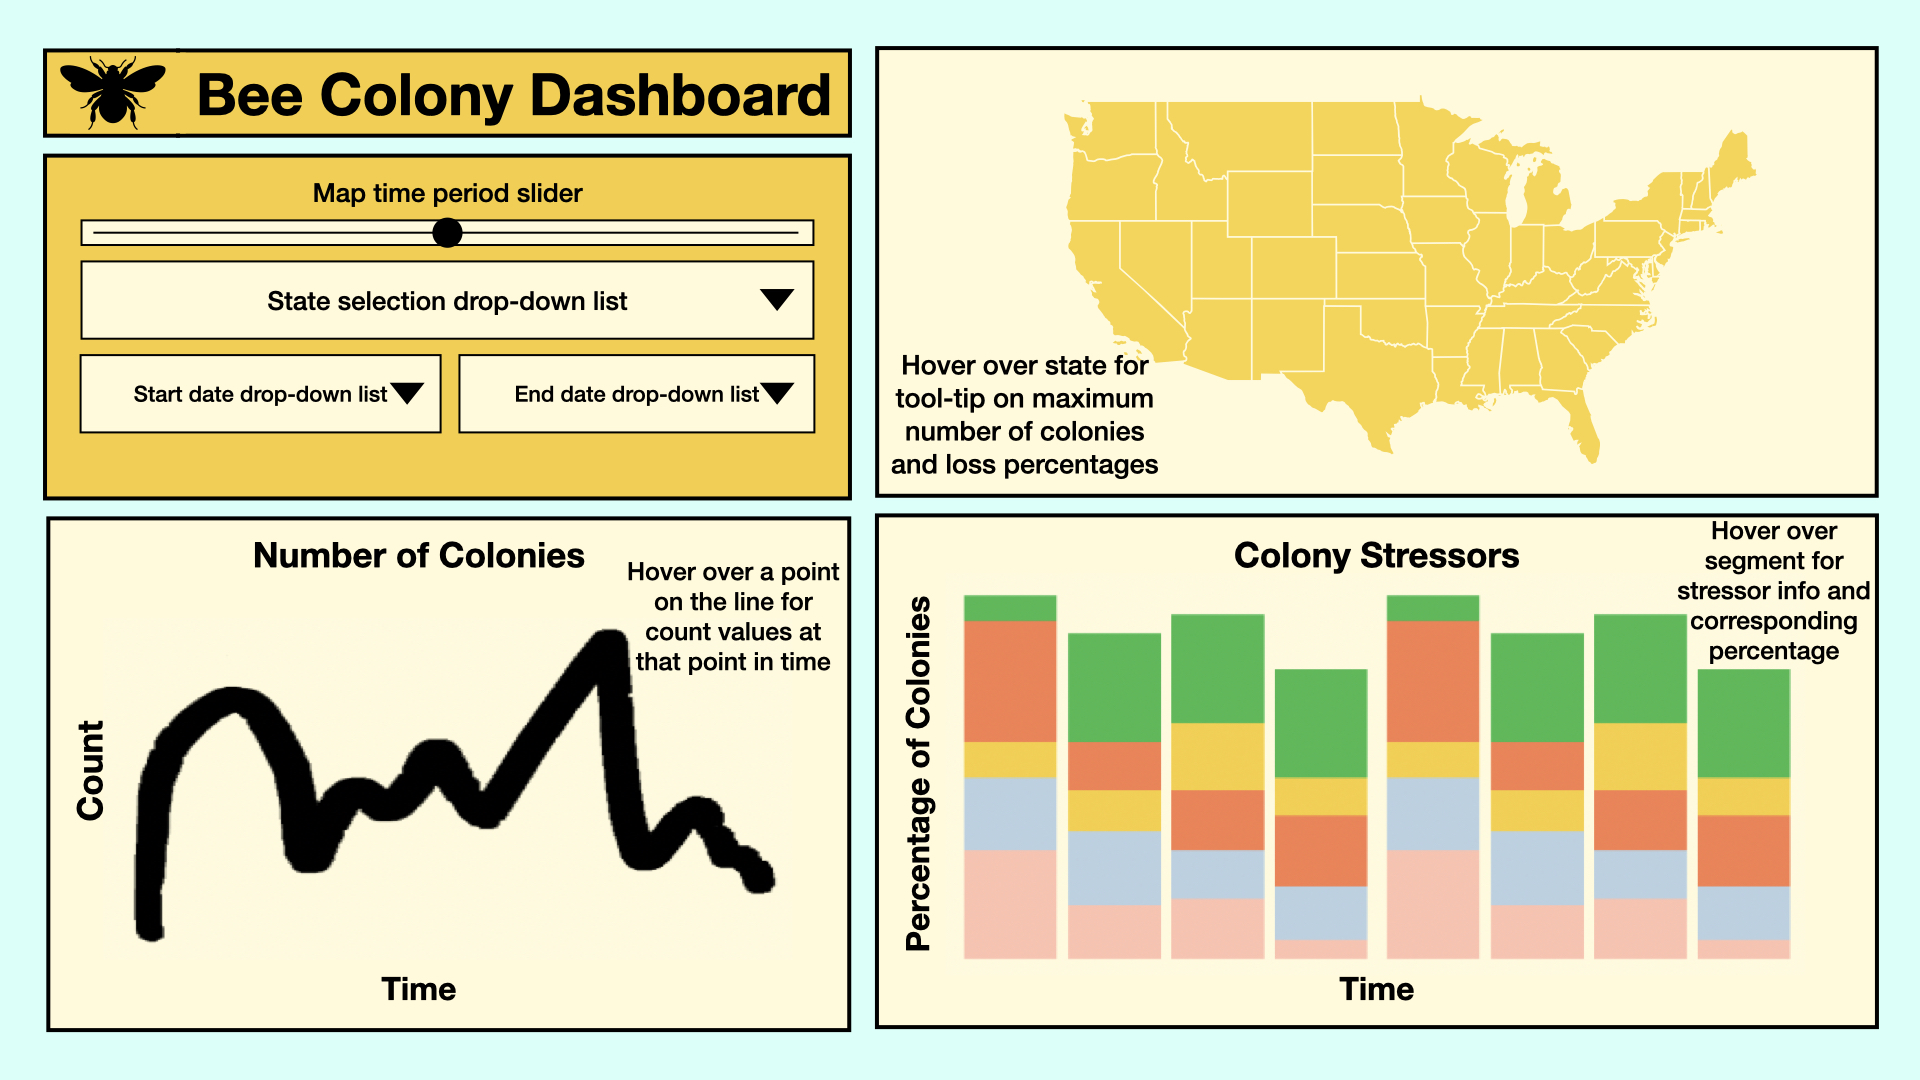 Bee Colony Dashboard
Map time period slider
State selection drop-down list
Start date drop-down list
End date drop-down list
Hover over state for
tool-tip on maximum
number of colonies
and loss percentages
Number of Colonies
Hover over a point
on the line for
count values at
that point in time
Count
Time
Colony Stressors
Hover over
segment for
stressor info and
corresponding
percentage
Percentage of Colonies
Time